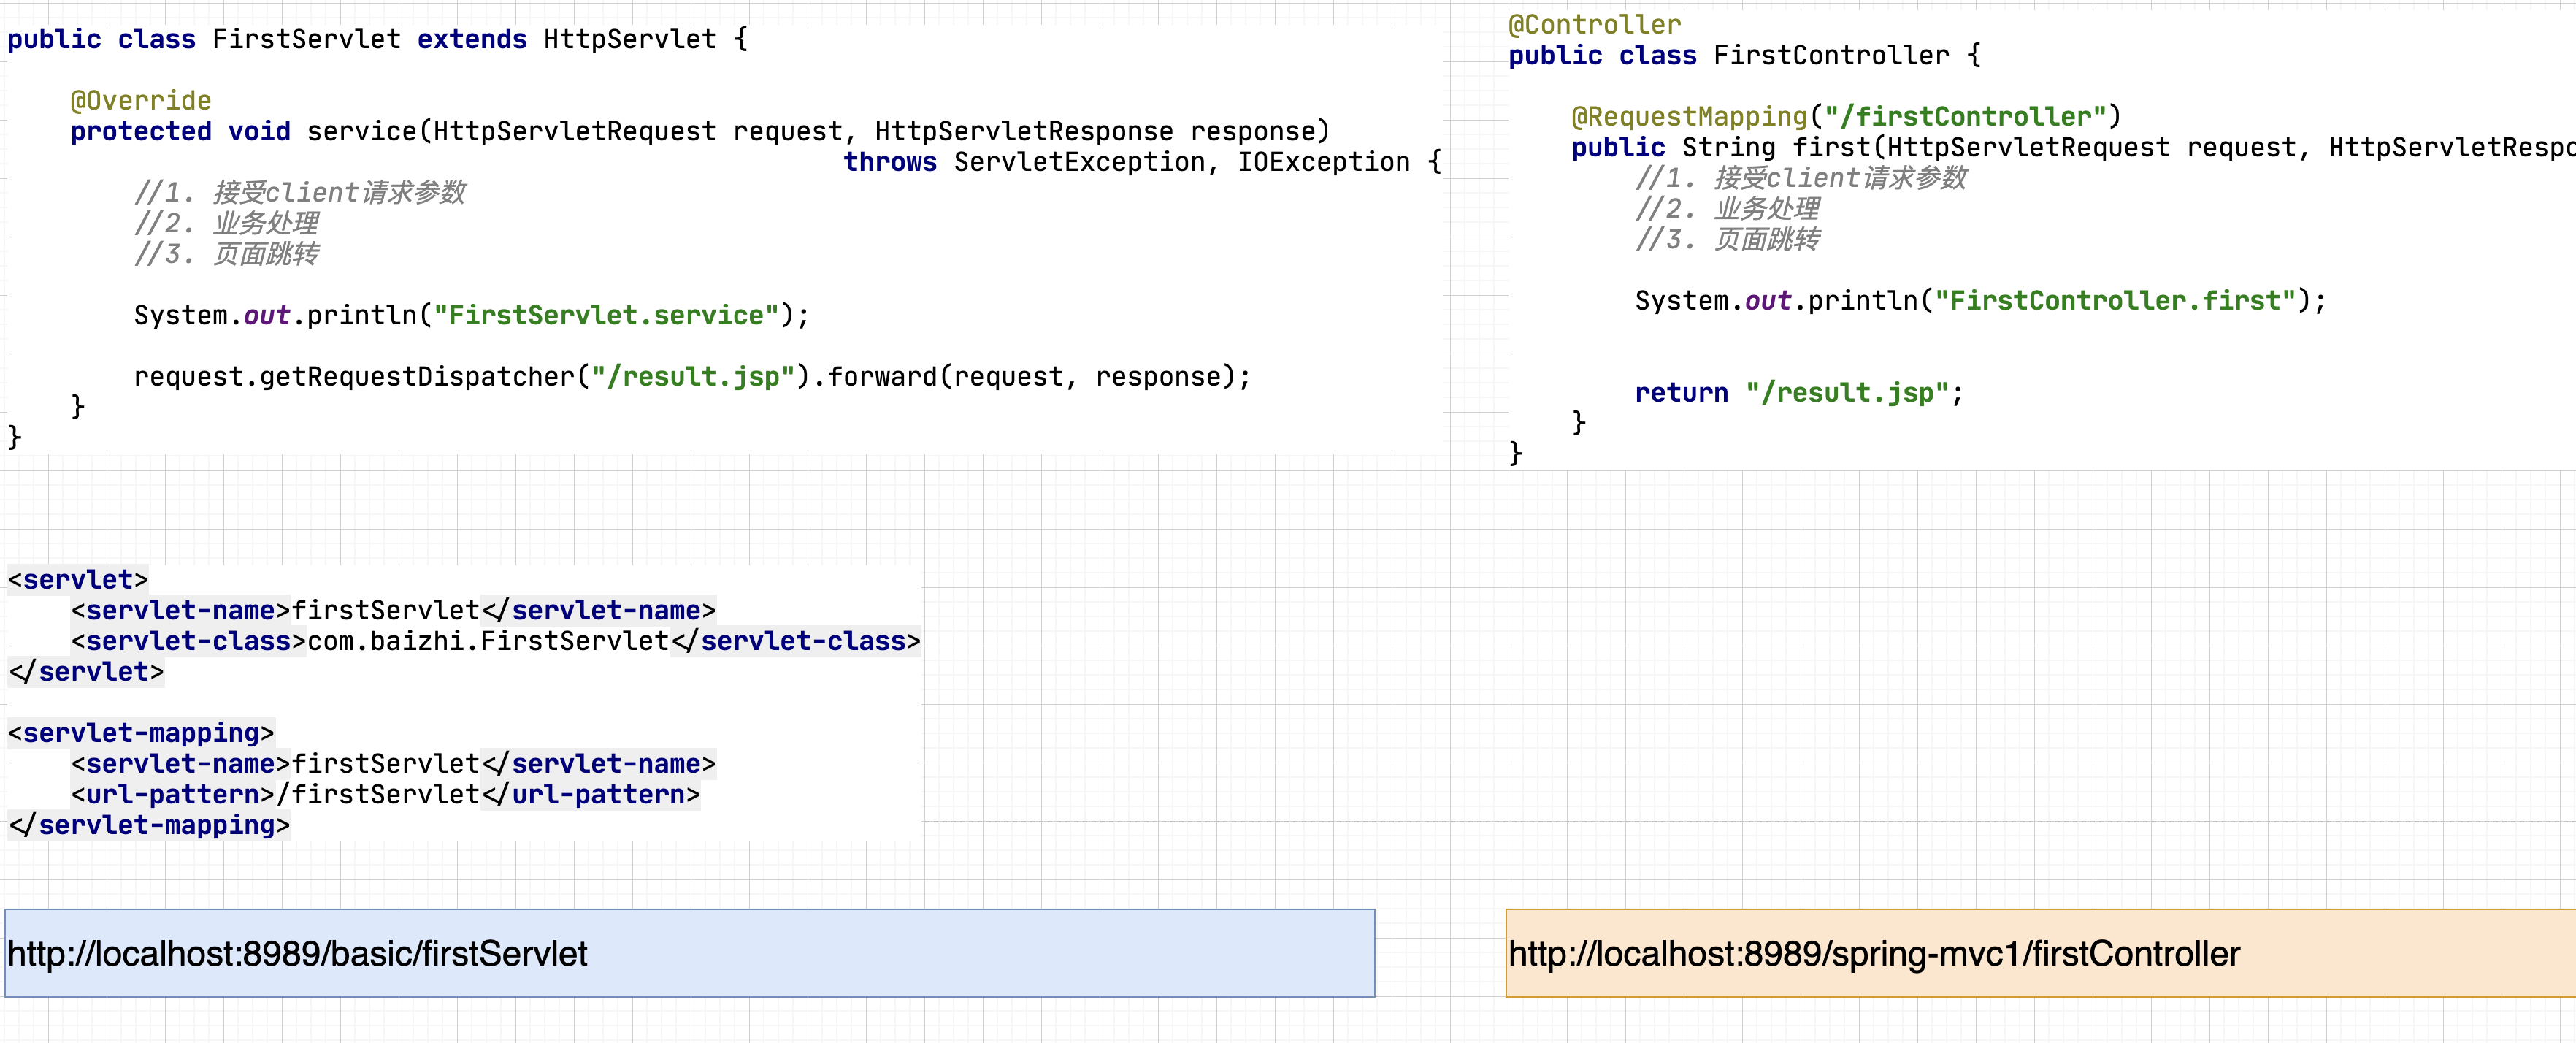 public class FirstServlet extends HttpServlet {
@Override
protected void service(HttpServletRequest request, HttpServletResponse response)
throws ServletException, IOException {
//1. 接受client请求参数
//2. 业务处理
//3. 页面跳转
System.out.println("FirstServlet.service");
request.getRequestDispatcher("/result.jsp").forward(request, response);
}
}
<servlet>
<servlet-name>firstServlet</servlet-name>
<servlet-class>com.baizhi.FirstServlet</servlet-class>
</servlet>
<servlet-mapping>
<servlet-name>firstServlet</servlet-name>
<url-pattern>/firstServlet</url-pattern>
</servlet-mapping>
http://localhost:8989/basic/firstServlet
@Controller
public class FirstController {
@RequestMapping("/firstController")
public String first(HttpServletRequest request, HttpServletRespo
//1. 接受client请求参数
//2. 业务处理
//3. 页面跳转
System.out.println("FirstController.first");
return "/result.jsp";
}
}
http://localhost:8989/spring-mvc1/firstController